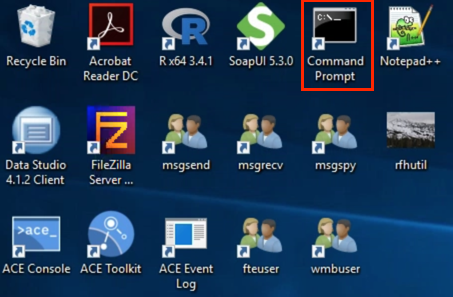 C:\_
Recycle Bin
Acrobat
Reader DC
R x64 3.4.1
SoapUI 5.3.0
Command
Prompt
Notepad++
Data Studio
4.1.2 Client
FileZilla
Server ...
msgsend
msgrecv
msgspy
rfhutil
>ace_
ACE Console
ACE Toolkit
ACE Event
Log
fteuser
wmbuser